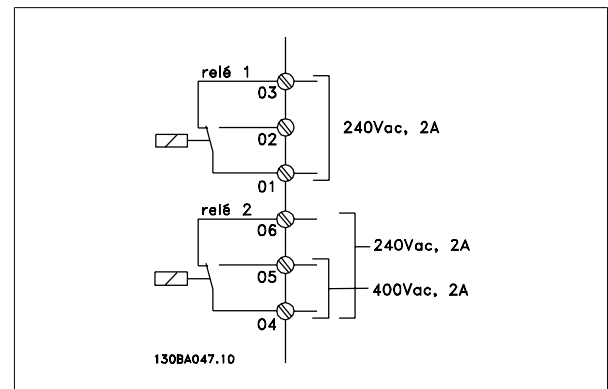 relé 1
03
02
240Vac, 2A
01
relé 2
06
240Vac, 2A
05
400Vac, 2A
04
130BA047.10